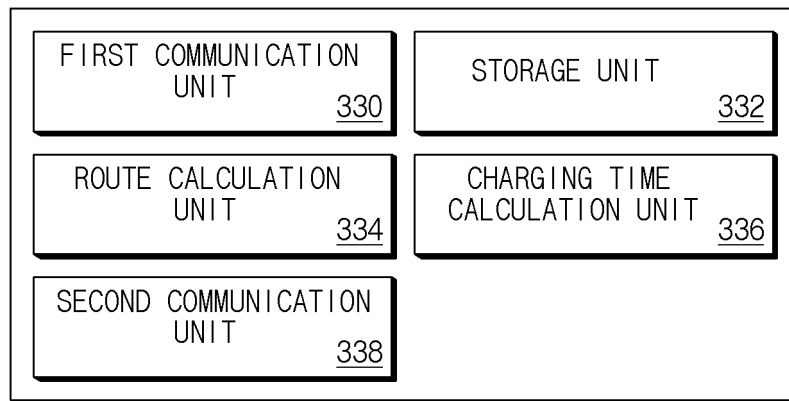 FIRST COMMUNICATION
UNIT
330
STORAGE UNIT
332
ROUTE CALCULATION
UNIT
334
CHARGING TIME
CALCULATION UNIT
336
SECOND COMMUNICATION
UNIT
338